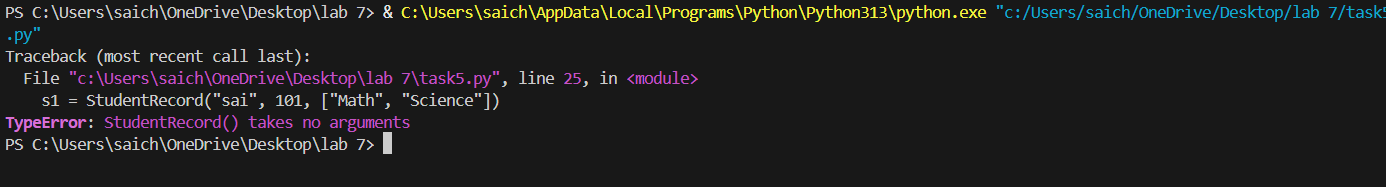 PS C:\Users\saich\OneDrive\Desktop\lab 7> & C:\Users\saich\AppData\Local\Programs\Python\Python313\python.exe "c:/Users/saich/OneDrive/Desktop/lab 7/task5
.py"
Traceback (most recent call last):
  File "c:\Users\saich\OneDrive\Desktop\lab 7\task5.py", line 25, in <module>
    s1 = StudentRecord("sai", 101, ["Math", "Science"])
TypeError: StudentRecord() takes no arguments
PS C:\Users\saich\OneDrive\Desktop\lab 7>